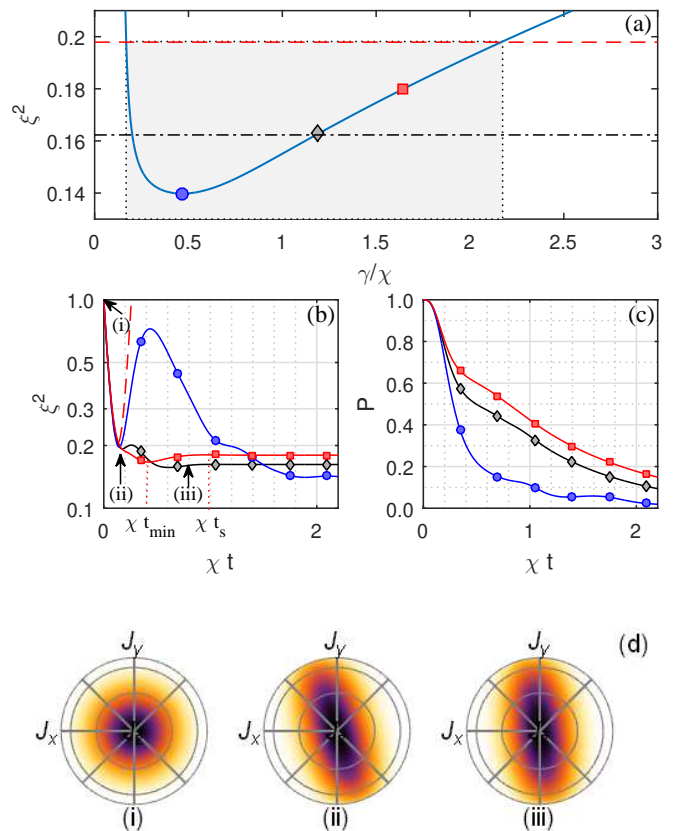 (a)
0.2
0.18
0.16
0.14
ξ²
0 0.5 1 1.5 2 2.5 3
γ/χ
(b)
1.0
0.5
0.3
0.2
0.1
ξ²
(i)
(ii)
(iii)
0 2
χ t_min χ t_s
χ t
(c)
1.0
0.8
0.6
0.4
0.2
0.0
P
0 1 2
χ t
(d)
J_y J_y J_y
J_x J_x J_x
(i) (ii) (iii)